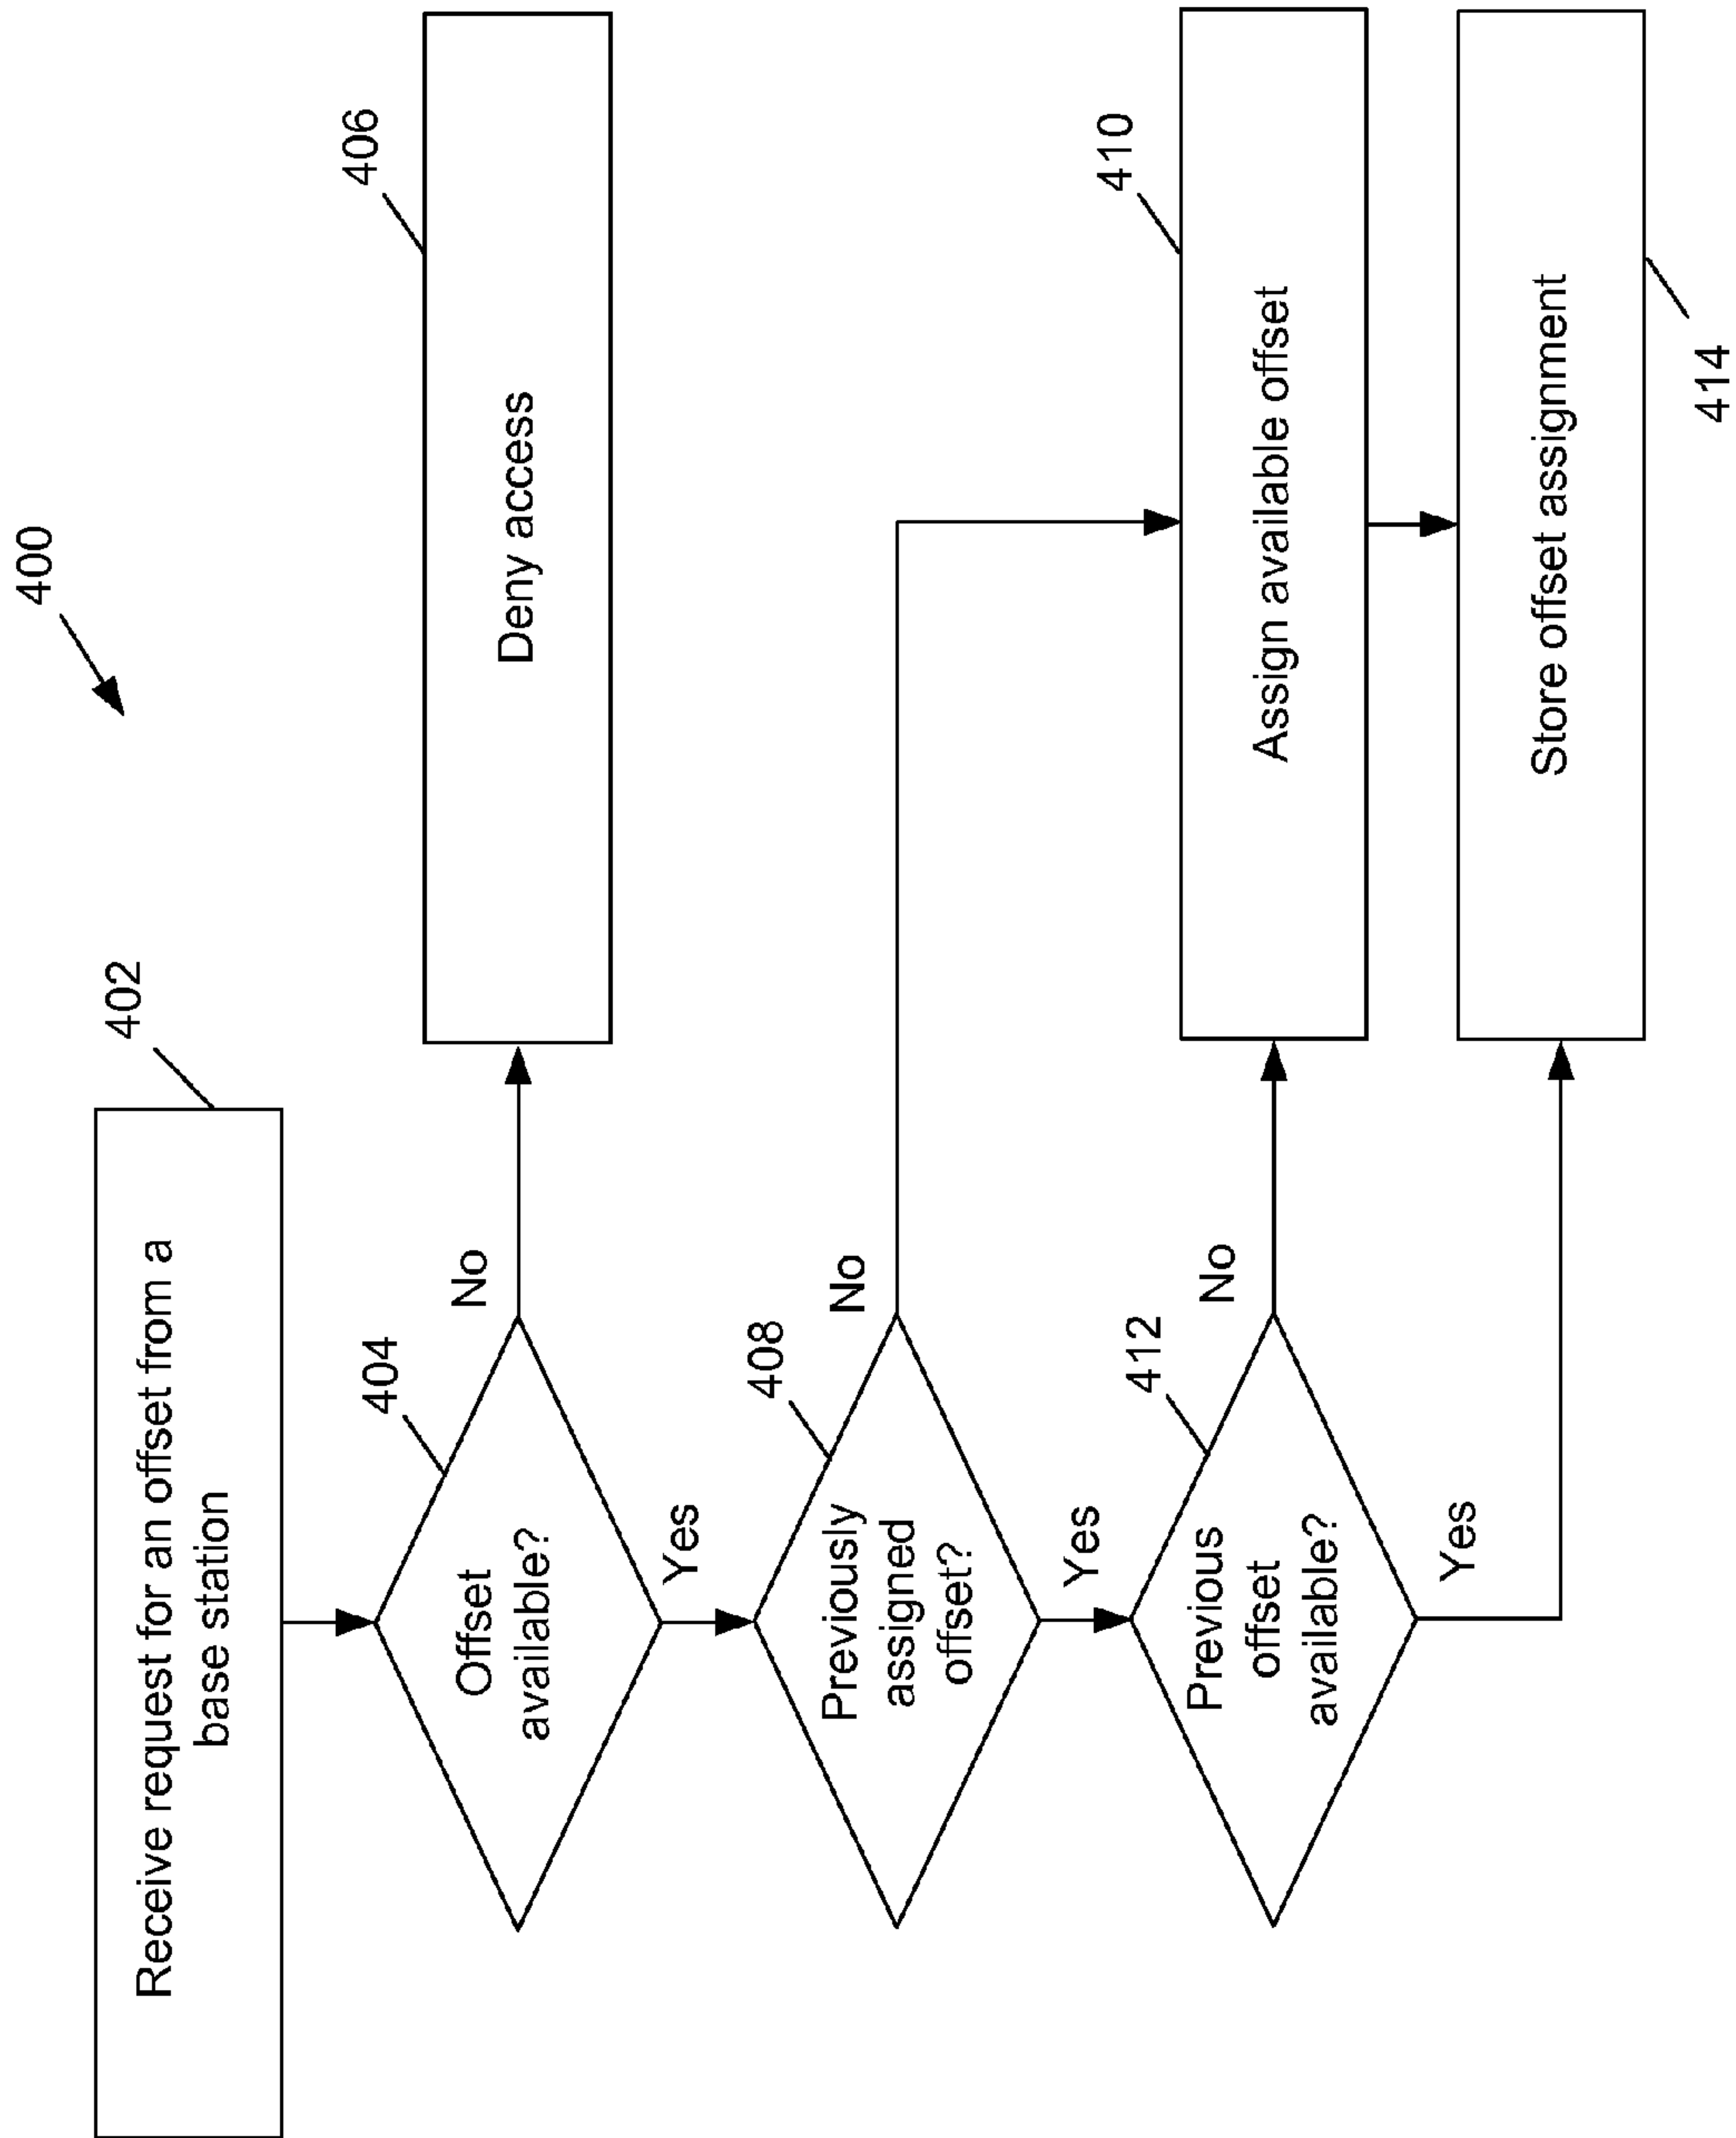 400
402
Receive request for an offset from a
base station
404
Offset
available?
No
Yes
406
Deny access
408
Previously
assigned
offset?
No
Yes
410
Assign available offset
412
Previous
offset
available?
No
Yes
Store offset assignment
414